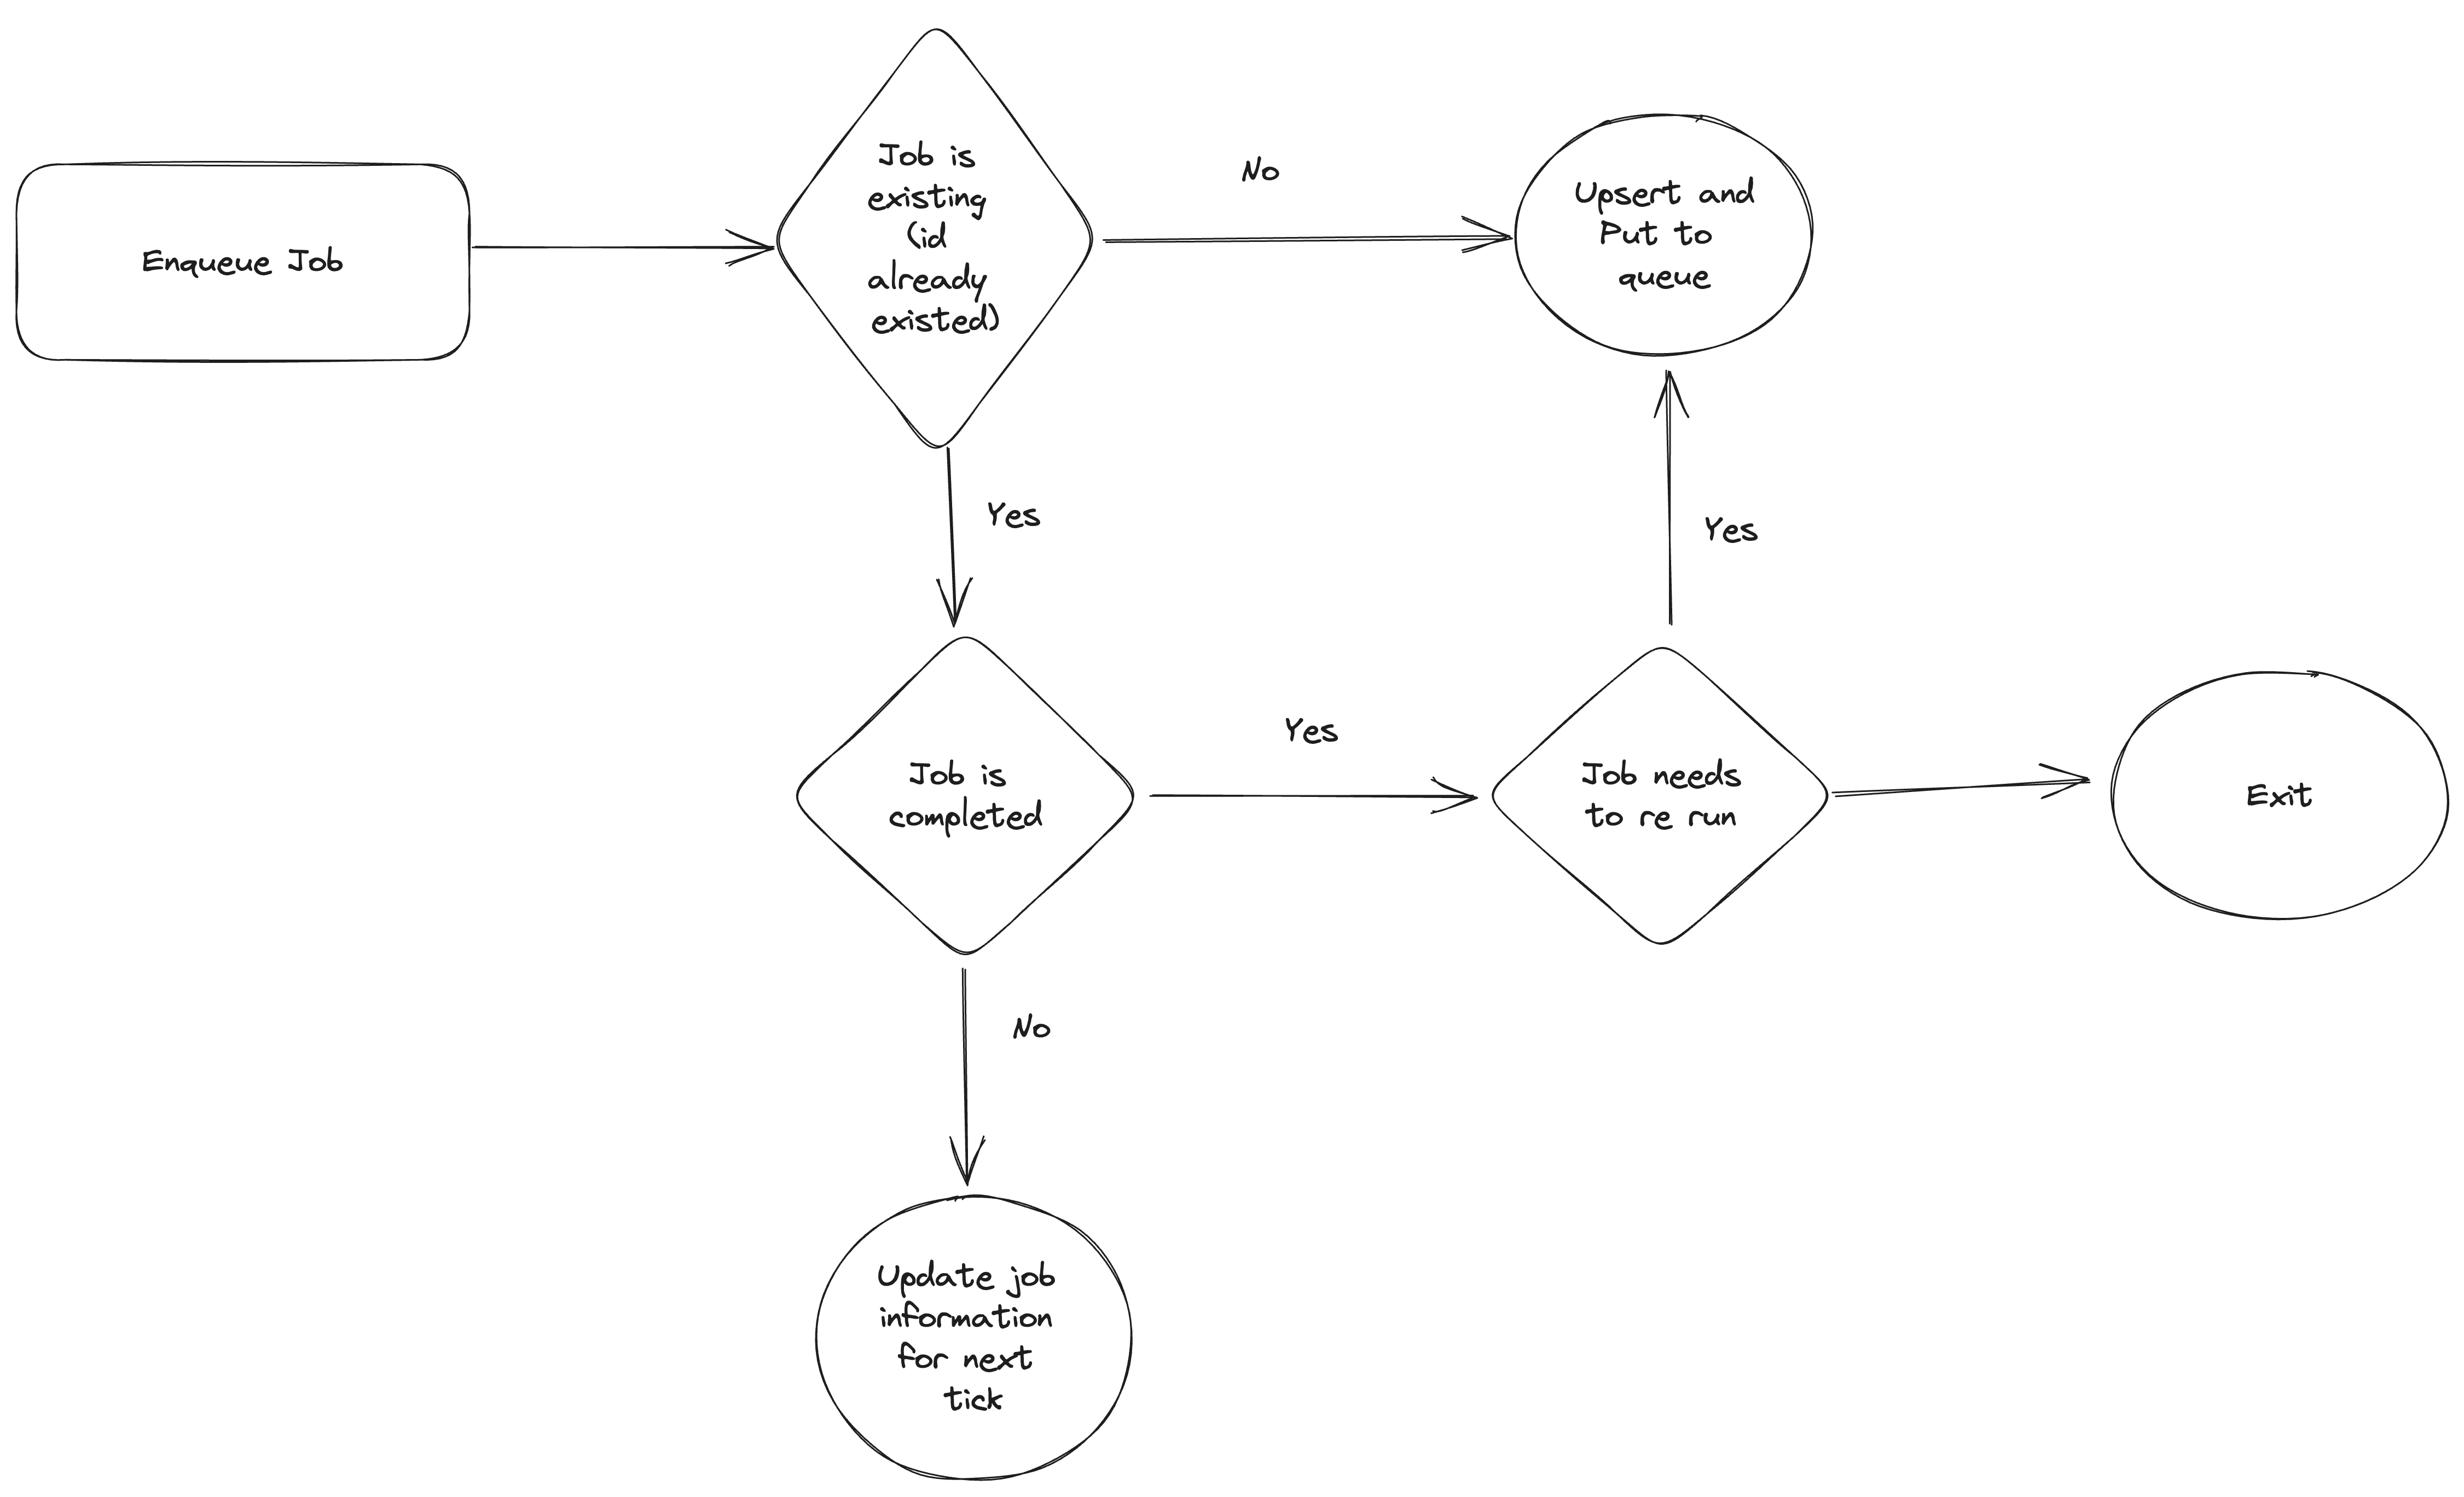 Enqueue Job
Job is
existing
(id
already
existed)
No
Upsert and
Put to
queue
Yes
Yes
Job is
completed
Yes
Job needs
to re run
Exit
No
Update job
information
for next
tick